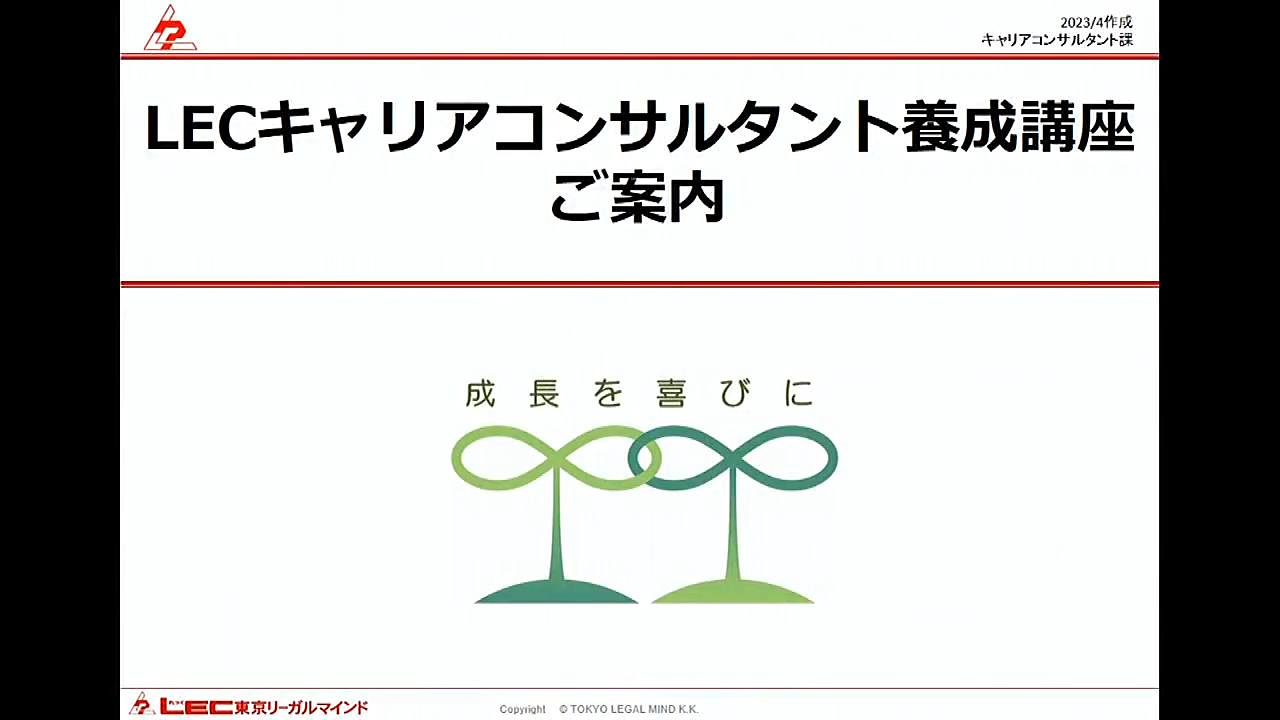 2023/4作成
キャリアコンサルタント課
LECキャリアコンサルタント養成講座
ご案内
成長を喜びに
LEC東京リーガルマインド
Copyright © TOKYO LEGAL MIND K.K.